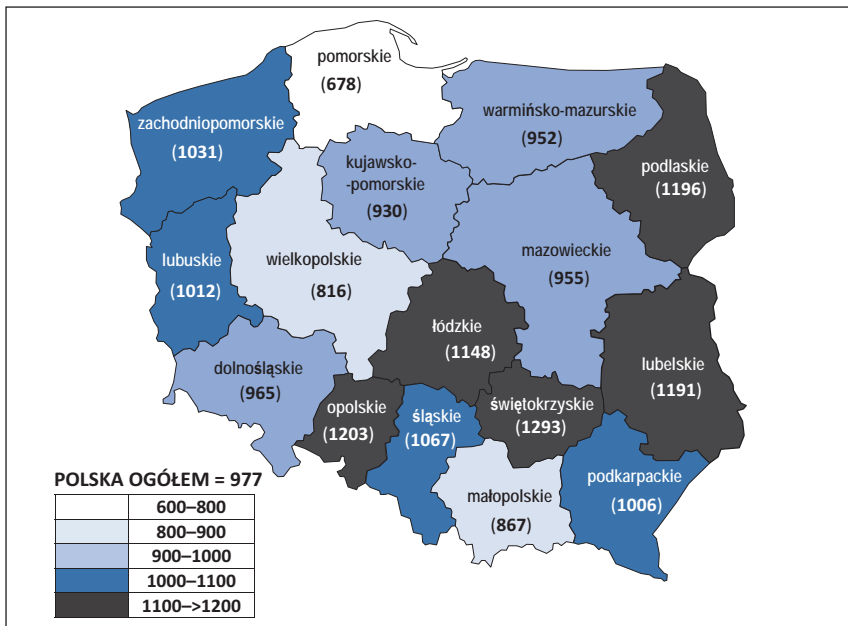 pomorskie
(678)
zachodniopomorskie
(1031)
warmińsko-mazurskie
(952)
podlaskie
(1196)
kujawsko-
-pomorskie
(930)
lubuskie
(1012)
wielkopolskie
(816)
mazowieckie
(955)
łódzkie
(1148)
lubelskie
(1191)
dolnośląskie
(965)
opolskie
(1203)
śląskie
(1067)
świętokrzyskie
(1293)
małopolskie
(867)
podkarpackie
(1006)
POLSKA OGÓŁEM = 977
600–800
800–900
900–1000
1000–1100
1100–>1200